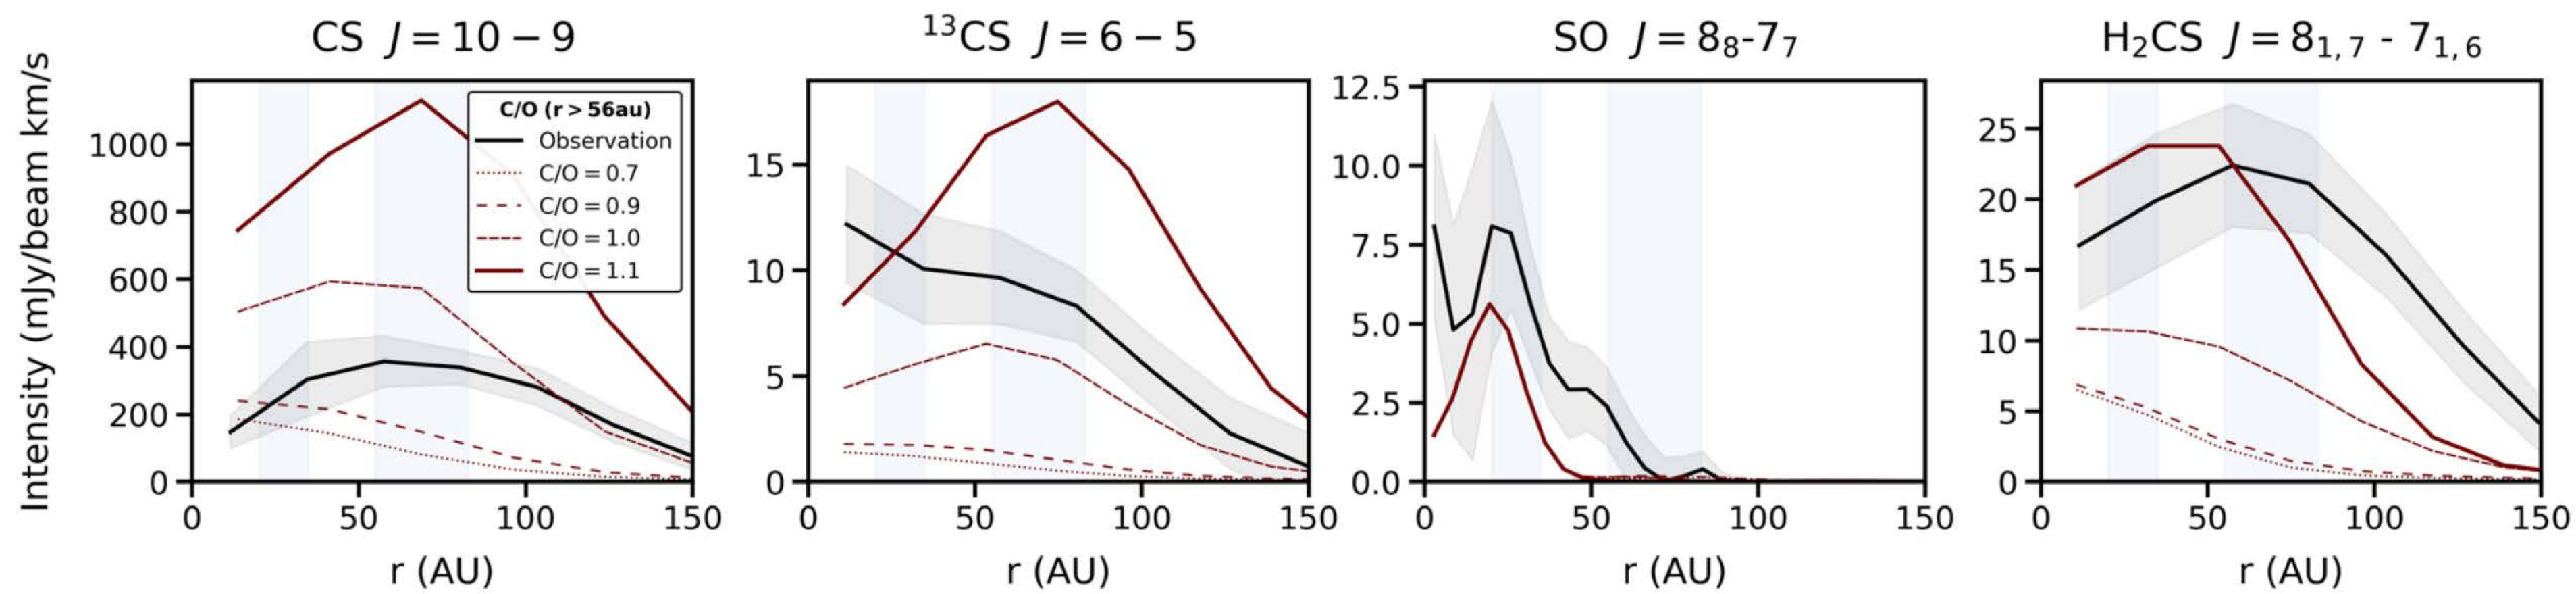 CS J = 10 − 9
¹³CS J = 6 − 5
SO J = 8₈-7₇
H₂CS J = 8₁,₇ - 7₁,₆
Intensity (mJy/beam km/s)
1000
800
600
400
200
0
C/O (r > 56au)
Observation
C/O = 0.7
C/O = 0.9
C/O = 1.0
C/O = 1.1
0 50 100 150
r (AU)
15
10
5
0
0 50 100 150
r (AU)
12.5
10.0
7.5
5.0
2.5
0.0
0 50 100 150
r (AU)
25
20
15
10
5
0
0 50 100 150
r (AU)